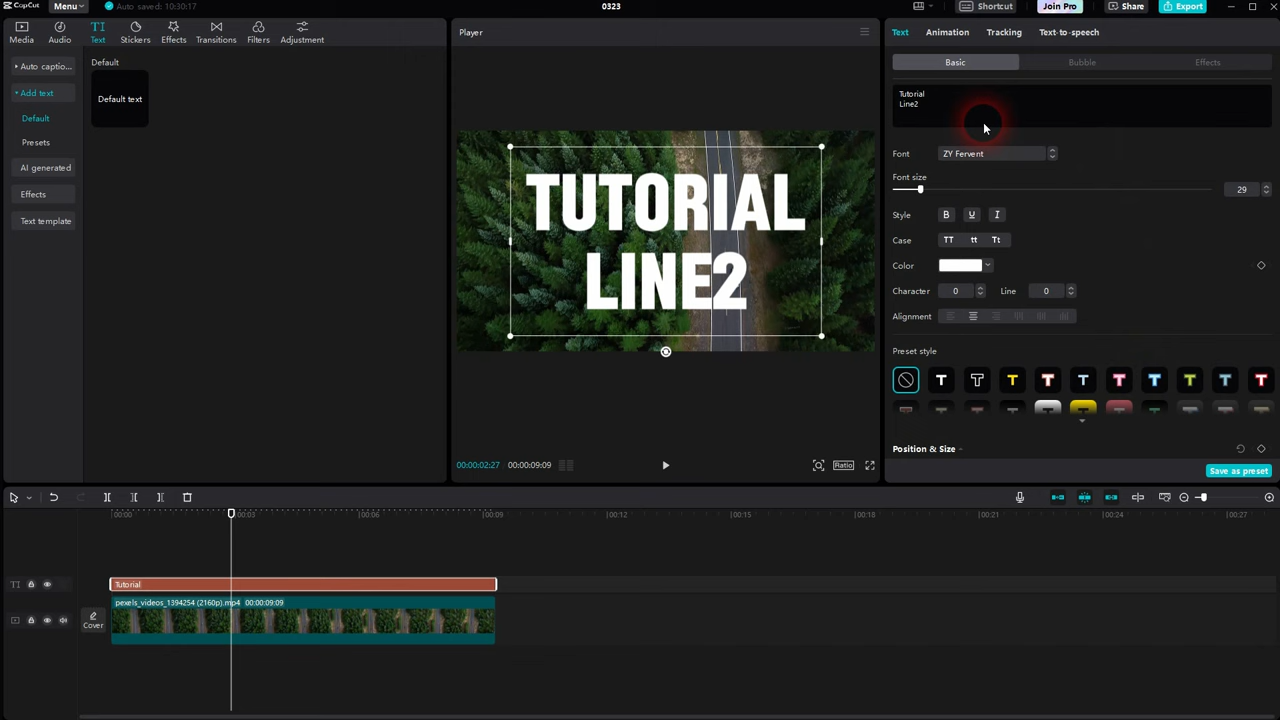 CapCut Menu Auto saved: 10:30:17 0323 Shortcut Join Pro Share Export
Media Audio Text Stickers Effects Transitions Filters Adjustment
TI
Auto captio...
Add text
Default
Presets
AI generated
Effects
Text template
Default
Default text
Player
TUTORIAL
LINE2
00:00:02:27 00:00:09:09 Ratio
Text Animation Tracking Text-to-speech
Basic Bubble Effects
Tutorial
Line2
Font ZY Fervent
Font size
29
Style B U I
Case TT tt Tt
Color
Character 0 Line 0
Alignment
Preset style
T T T T T T T T T T
Position & Size
Save as preset
00:00 00:03 00:06 00:09 00:12 00:15 00:18 00:21 00:24 00:27
TI Tutorial
pexels_videos_1394254 (2160p).mp4 00:00:09:09
Cover